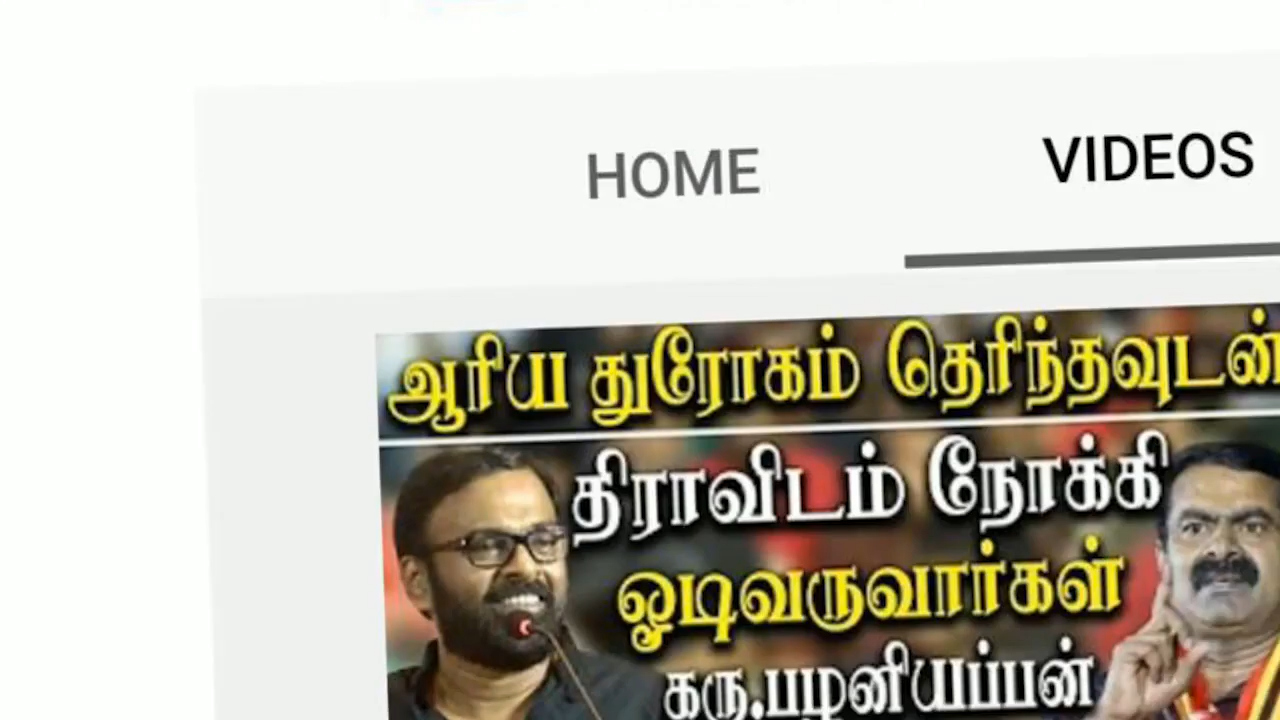 HOME VIDEOS
ஆரிய துரோகம் தெரிந்தவுடன்
திராவிடம் நோக்கி
ஓடிவருவார்கள்
கரு.பழனியப்பன்